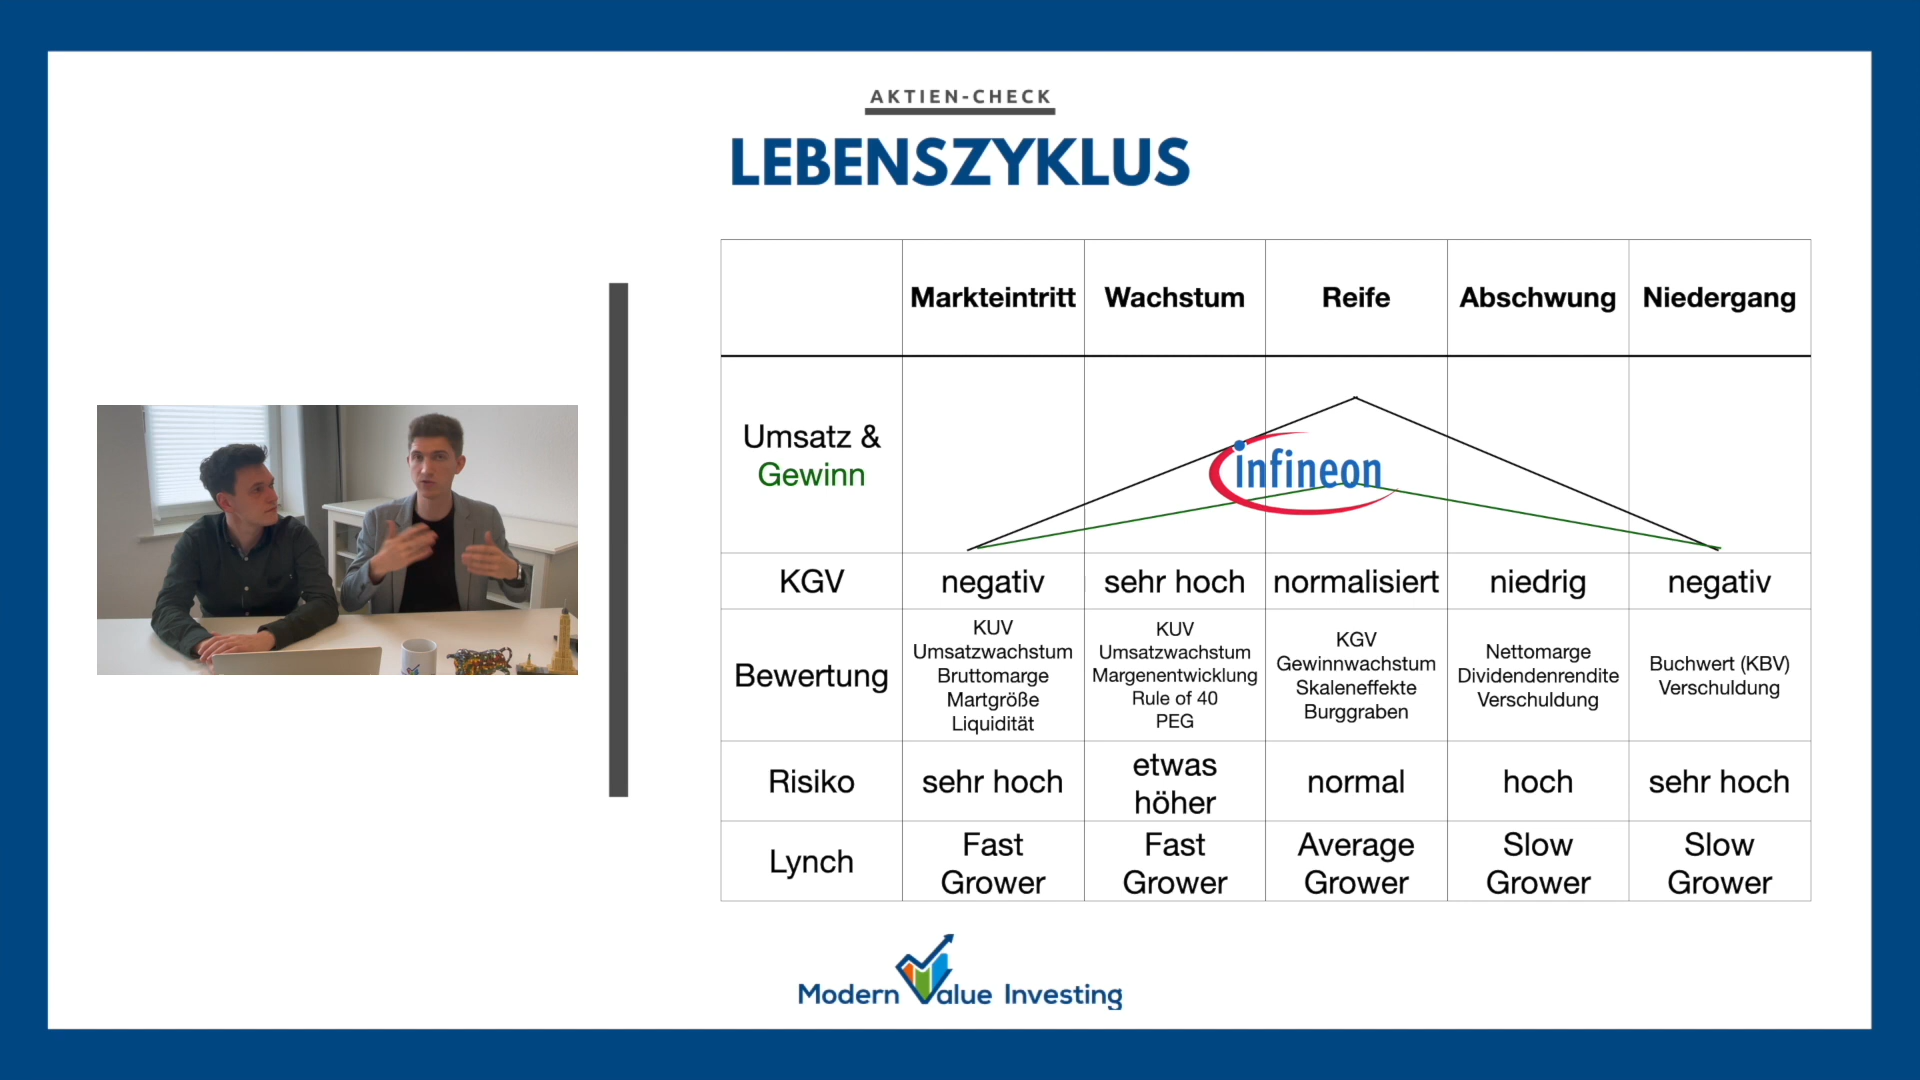 AKTIEN-CHECK
LEBENSZYKLUS
Markteintritt Wachstum Reife Abschwung Niedergang
Umsatz &
Gewinn
infineon
KGV negativ sehr hoch normalisiert niedrig negativ
Bewertung
KUV
Umsatzwachstum
Bruttomarge
Martgröße
Liquidität
KUV
Umsatzwachstum
Margenentwicklung
Rule of 40
PEG
KGV
Gewinnwachstum
Skaleneffekte
Burggraben
Nettomarge
Dividendenrendite
Verschuldung
Buchwert (KBV)
Verschuldung
Risiko
sehr hoch
etwas
höher
normal
hoch
sehr hoch
Lynch
Fast
Grower
Fast
Grower
Average
Grower
Slow
Grower
Slow
Grower
Modern Value Investing